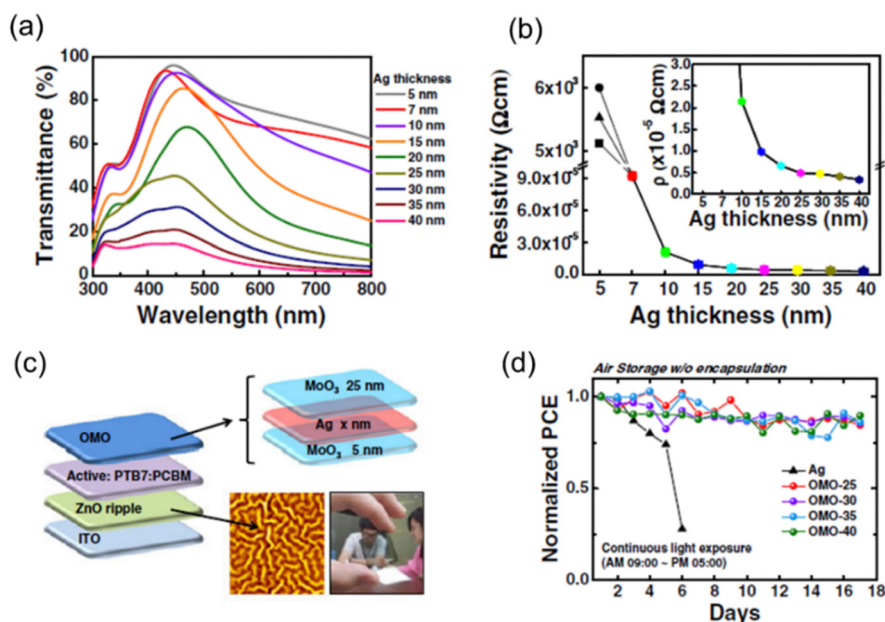 (a)
100
80
60
40
20
0
Transmittance (%)
300 400 500 600 700 800
Wavelength (nm)
Ag thickness
5 nm
7 nm
10 nm
15 nm
20 nm
25 nm
30 nm
35 nm
40 nm
(b)
Resistivity (Ωcm)
6x10³
5x10³
9.0x10⁻⁵
3.0x10⁻⁵
0.0
5 7 10 15 20 25 30 35 40
Ag thickness (nm)
ρ (x10⁻⁵ Ωcm)
3.0
2.5
2.0
1.5
1.0
0.5
0.0
5 7 10 15 20 25 30 35 40
Ag thickness (nm)
(c)
OMO
Active: PTB7:PCBM
ZnO ripple
ITO
MoO₃ 25 nm
Ag x nm
MoO₃ 5 nm
(d)
Air Storage w/o encapsulation
Normalized PCE
1.0
0.5
0.0
Ag
OMO-25
OMO-30
OMO-35
OMO-40
Continuous light exposure
(AM 09:00 ~ PM 05:00)
2 4 6 8 10 12 14 16 18
Days